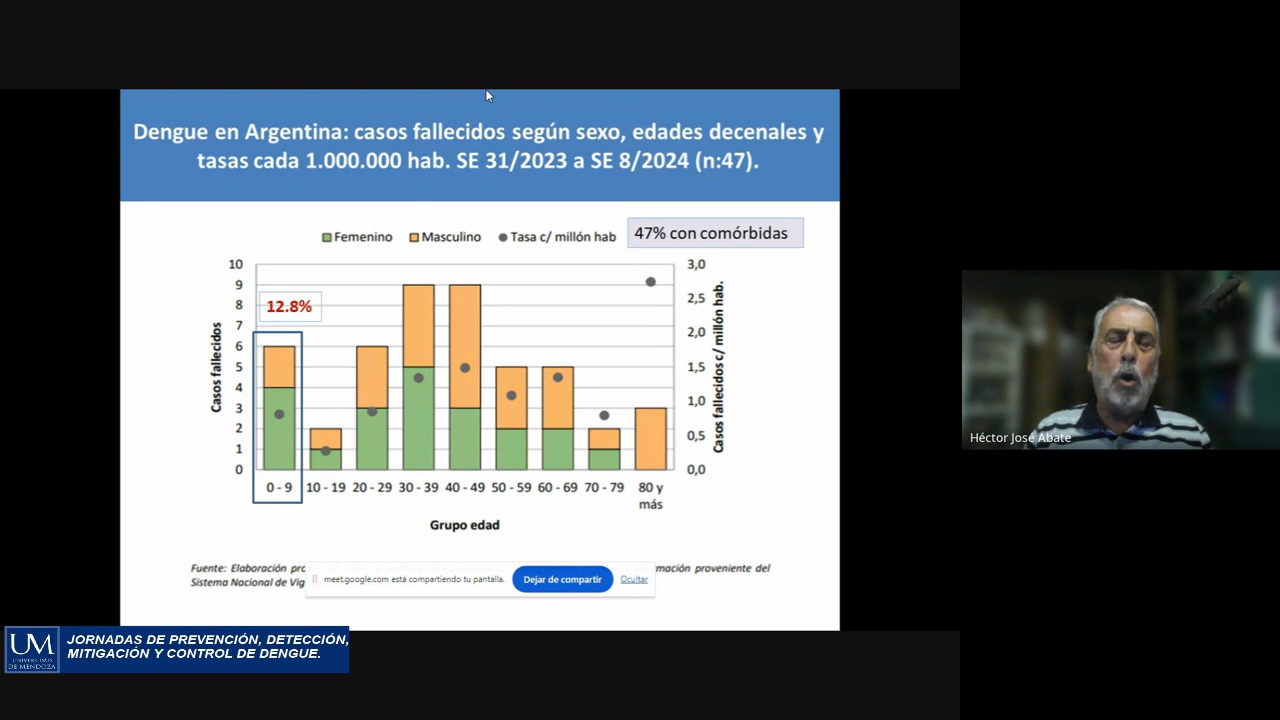 Dengue en Argentina: casos fallecidos según sexo, edades decenales y
tasas cada 1.000.000 hab. SE 31/2023 a SE 8/2024 (n:47).
Femenino Masculino Tasa c/ millón hab
47% con comórbidas
12.8%
10
9
8
7
6
5
4
3
2
1
0
Casos fallecidos
3,0
2,5
2,0
1,5
1,0
0,5
0,0
Casos fallecidos c/ millón hab.
0 - 9 10 - 19 20 - 29 30 - 39 40 - 49 50 - 59 60 - 69 70 - 79 80 y
más
Grupo edad
Fuente: Elaboración
mación proveniente del
Sistema Nacional de
meet.google.com está compartiendo tu pantalla. Dejar de compartir Ocultar
Héctor José Abate
UM
UNIVERSIDAD
DE MENDOZA
JORNADAS DE PREVENCIÓN, DETECCIÓN,
MITIGACIÓN Y CONTROL DE DENGUE.